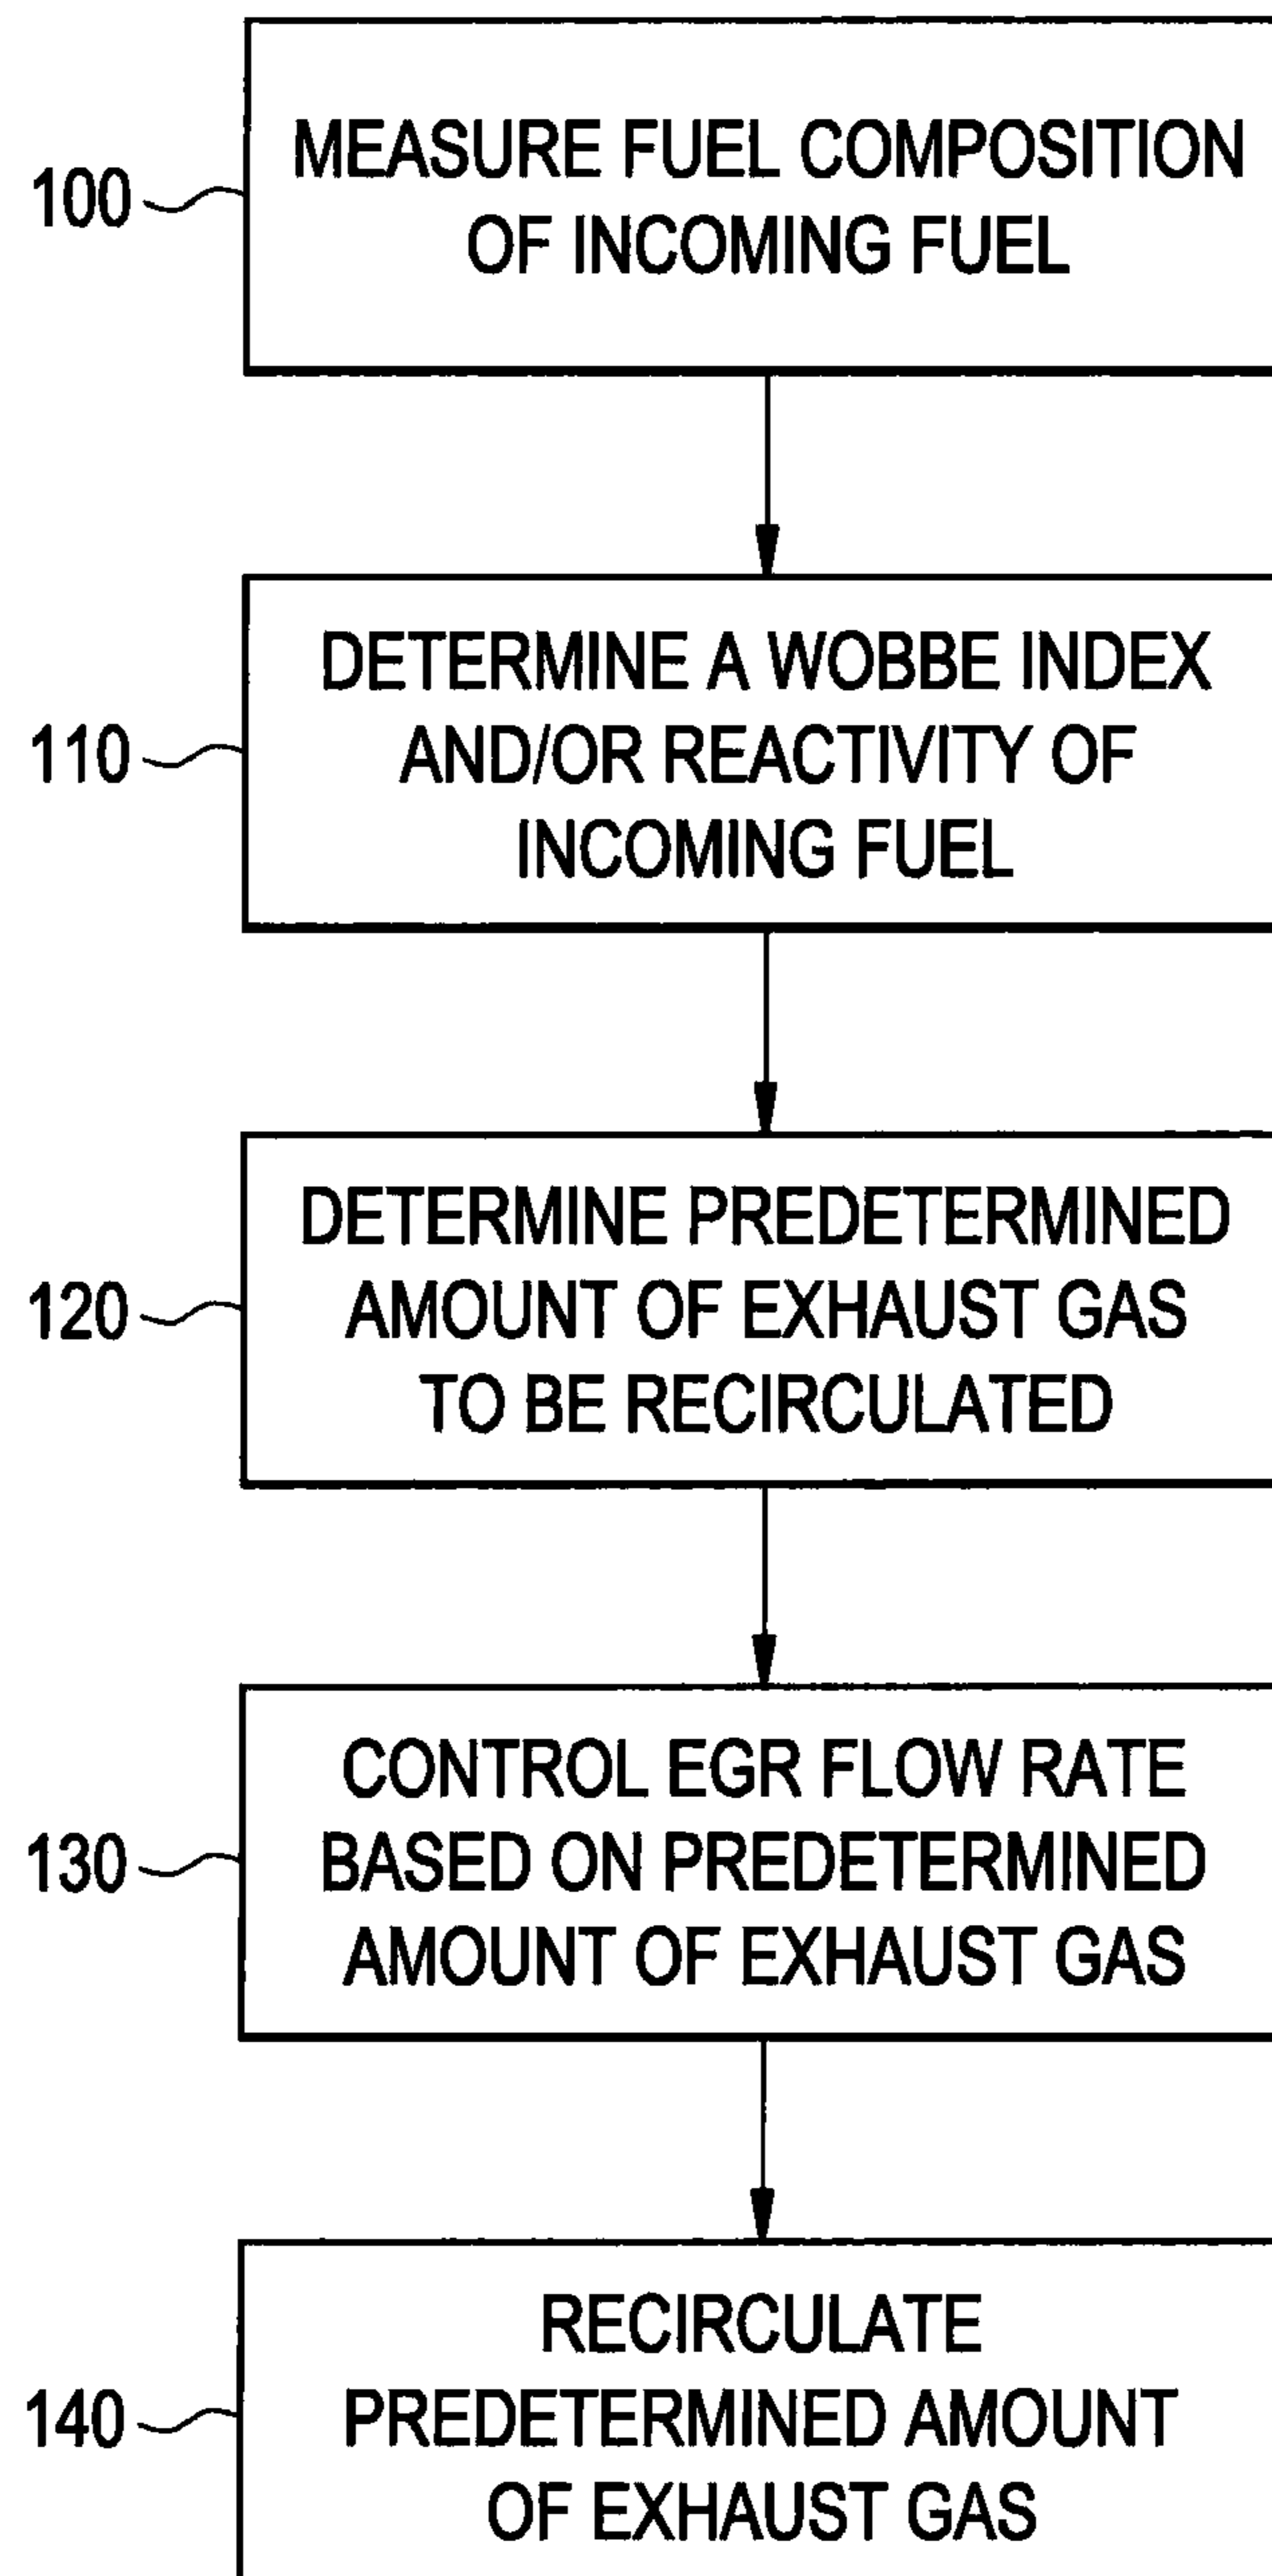 100
MEASURE FUEL COMPOSITION
OF INCOMING FUEL
110
DETERMINE A WOBBE INDEX
AND/OR REACTIVITY OF
INCOMING FUEL
120
DETERMINE PREDETERMINED
AMOUNT OF EXHAUST GAS
TO BE RECIRCULATED
130
CONTROL EGR FLOW RATE
BASED ON PREDETERMINED
AMOUNT OF EXHAUST GAS
140
RECIRCULATE
PREDETERMINED AMOUNT
OF EXHAUST GAS